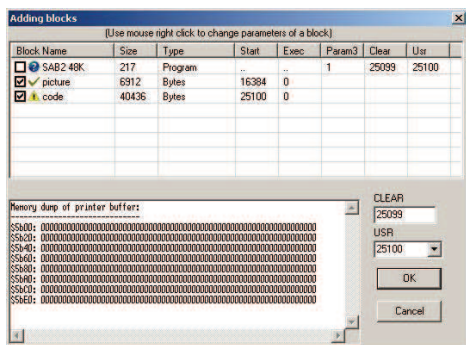 Adding blocks
(Use mouse right click to change parameters of a block)
Block Name Size Type Start Exec Param3 Clear Usr
SAB2 48K 217 Program .. .. 1 25099 25100
picture 6912 Bytes 16384 0
code 40436 Bytes 25100 0
Memory dump of printer buffer:
------------------------------
$5b00: 0000000000000000000000000000000000000000000000000000000000000000
$5b20: 0000000000000000000000000000000000000000000000000000000000000000
$5b40: 0000000000000000000000000000000000000000000000000000000000000000
$5b60: 0000000000000000000000000000000000000000000000000000000000000000
$5b80: 0000000000000000000000000000000000000000000000000000000000000000
$5bA0: 0000000000000000000000000000000000000000000000000000000000000000
$5bC0: 0000000000000000000000000000000000000000000000000000000000000000
$5bE0: 0000000000000000000000000000000000000000000000000000000000000000
CLEAR
25099
USR
25100
OK
Cancel